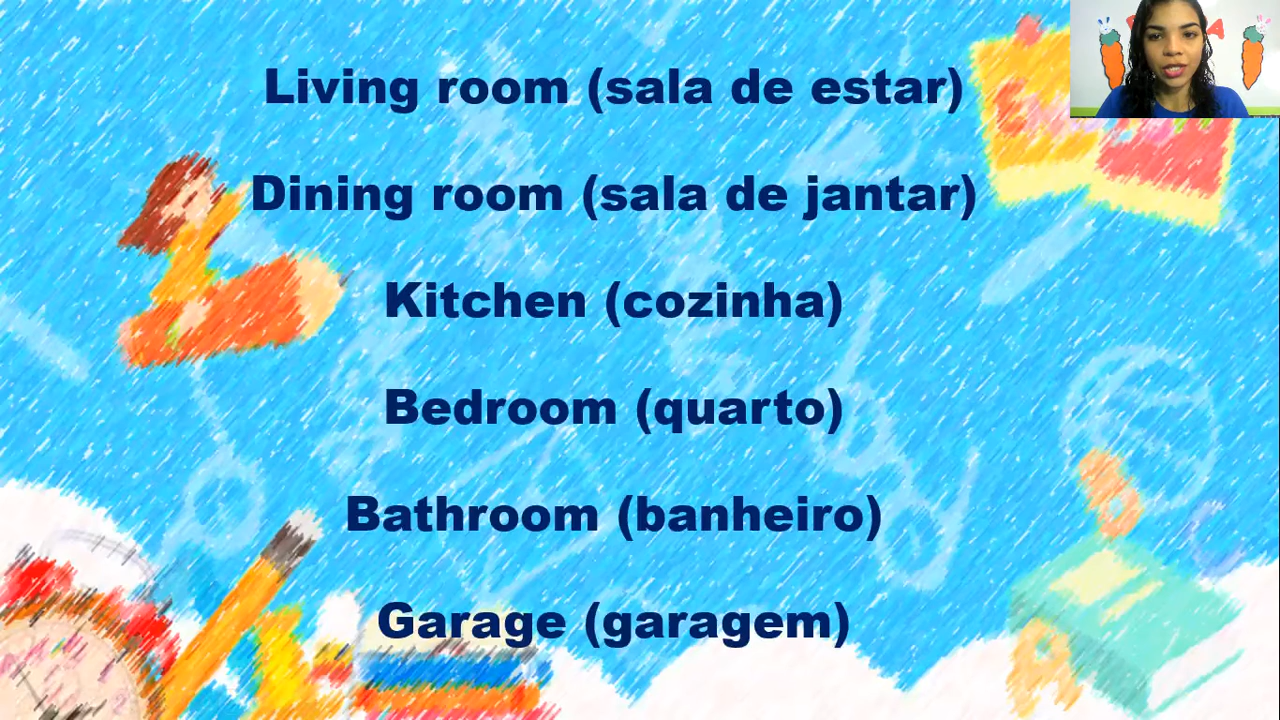 Living room (sala de estar)
Dining room (sala de jantar)
Kitchen (cozinha)
Bedroom (quarto)
Bathroom (banheiro)
Garage (garagem)